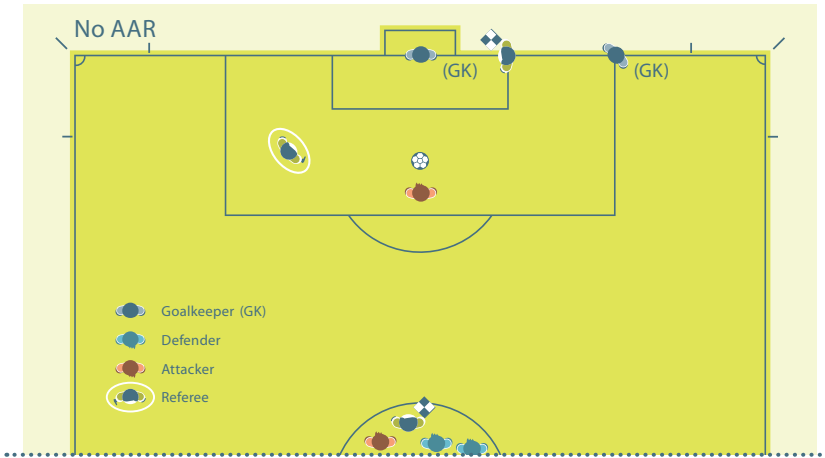 No AAR
(GK)
(GK)
Goalkeeper (GK)
Defender
Attacker
Referee